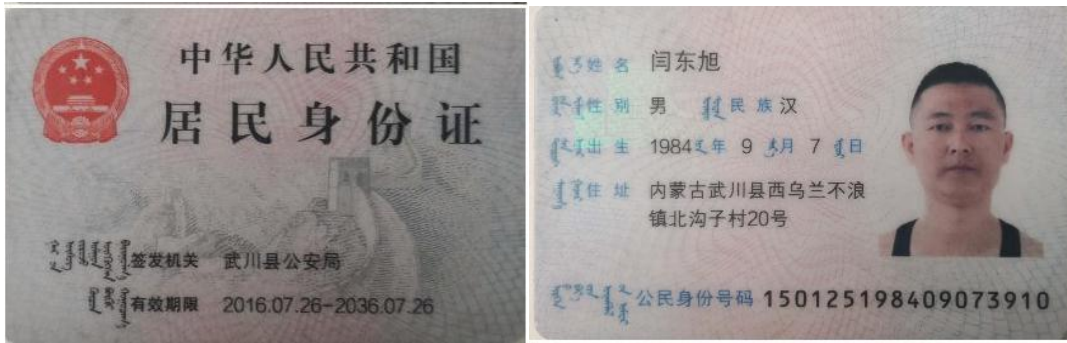 中华人民共和国
居民身份证
签发机关 武川县公安局
有效期限 2016.07.26-2036.07.26
姓名 闫东旭
性别 男 民族 汉
出生 1984年9月7日
住址 内蒙古武川县西乌兰不浪
镇北沟子村20号
公民身份号码 150125198409073910